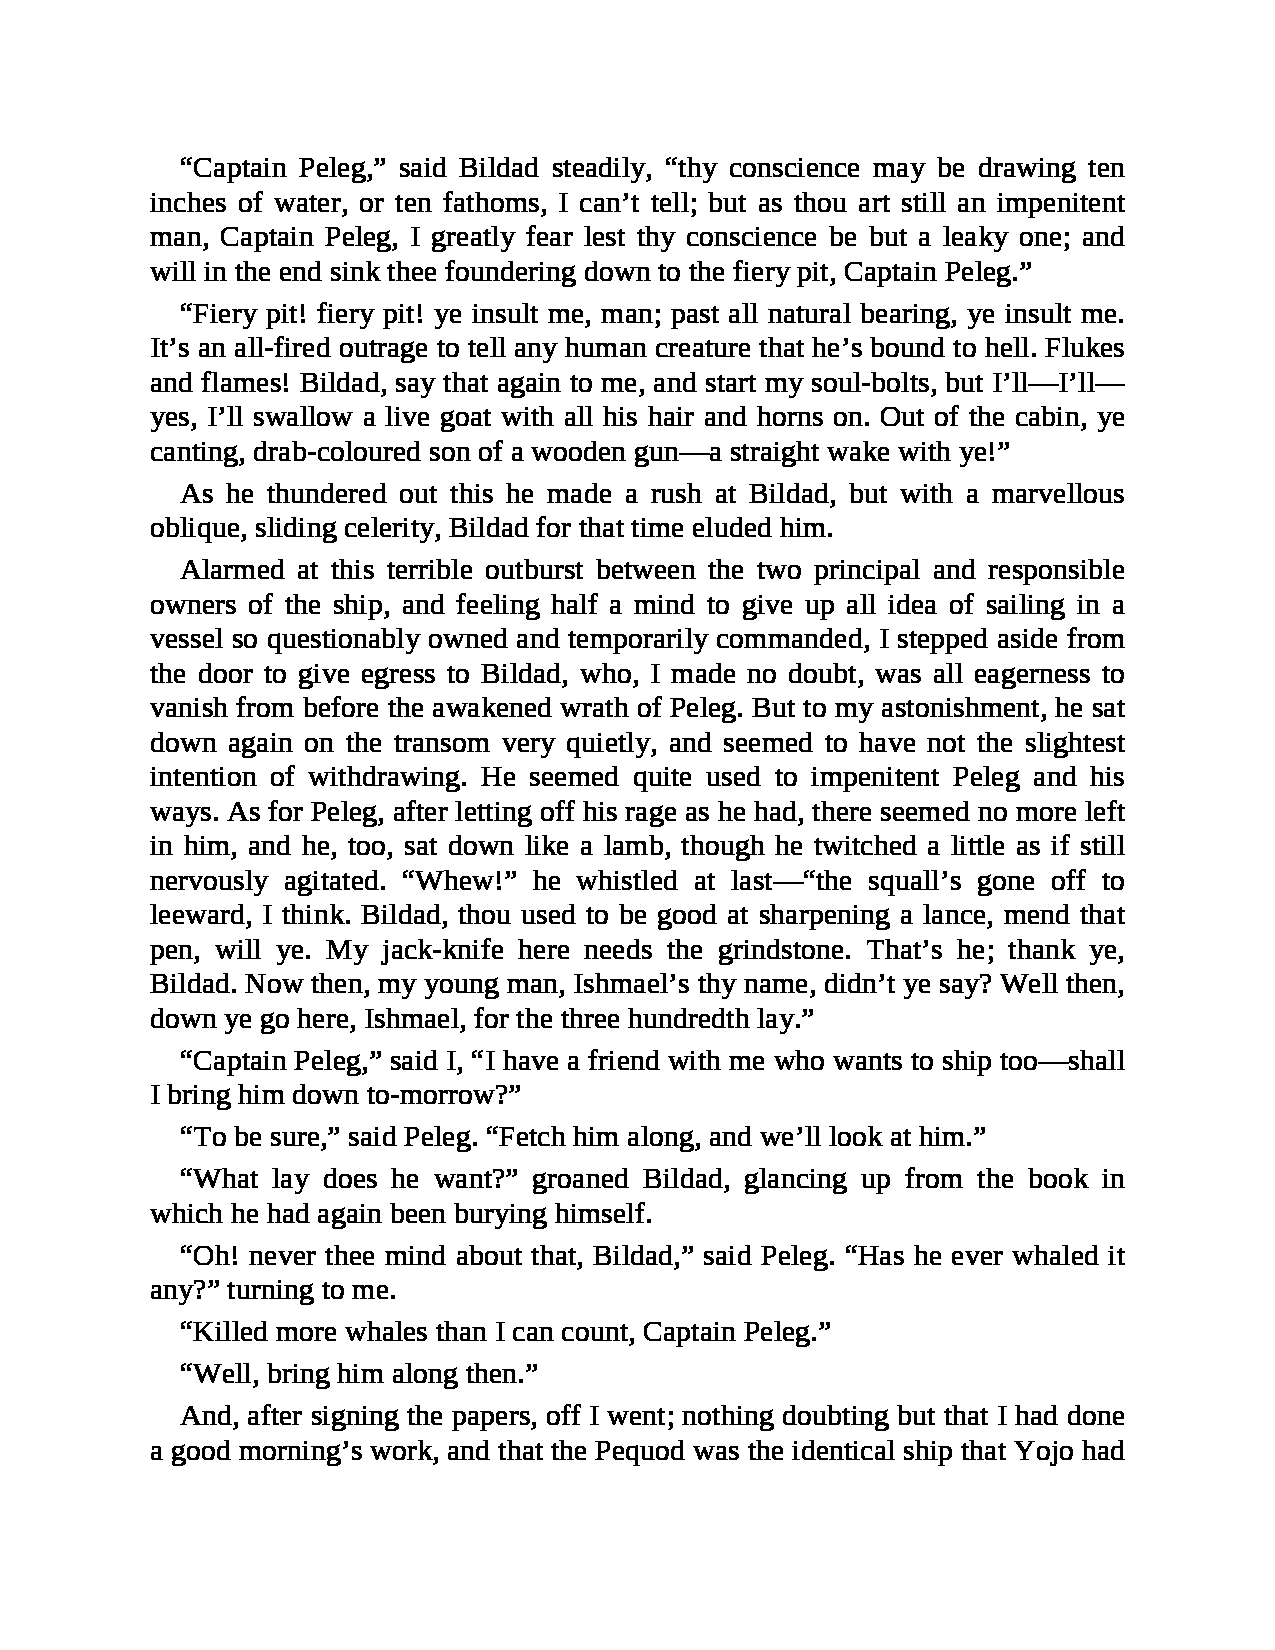 “Captain Peleg,” said Bildad steadily, “thy conscience may be drawing ten
inches of water, or ten fathoms, I can’t tell; but as thou art still an impenitent
man, Captain Peleg, I greatly fear lest thy conscience be but a leaky one; and
will in the end sink thee foundering down to the fiery pit, Captain Peleg.”
“Fiery pit! fiery pit! ye insult me, man; past all natural bearing, ye insult me.
It’s an all-fired outrage to tell any human creature that he’s bound to hell. Flukes
and flames! Bildad, say that again to me, and start my soul-bolts, but I’ll—I’ll—
yes, I’ll swallow a live goat with all his hair and horns on. Out of the cabin, ye
canting, drab-coloured son of a wooden gun—a straight wake with ye!”
As he thundered out this he made a rush at Bildad, but with a marvellous
oblique, sliding celerity, Bildad for that time eluded him.
Alarmed at this terrible outburst between the two principal and responsible
owners of the ship, and feeling half a mind to give up all idea of sailing in a
vessel so questionably owned and temporarily commanded, I stepped aside from
the door to give egress to Bildad, who, I made no doubt, was all eagerness to
vanish from before the awakened wrath of Peleg. But to my astonishment, he sat
down again on the transom very quietly, and seemed to have not the slightest
intention of withdrawing. He seemed quite used to impenitent Peleg and his
ways. As for Peleg, after letting off his rage as he had, there seemed no more left
in him, and he, too, sat down like a lamb, though he twitched a little as if still
nervously agitated. “Whew!” he whistled at last—“the squall’s gone off to
leeward, I think. Bildad, thou used to be good at sharpening a lance, mend that
pen, will ye. My jack-knife here needs the grindstone. That’s he; thank ye,
Bildad. Now then, my young man, Ishmael’s thy name, didn’t ye say? Well then,
down ye go here, Ishmael, for the three hundredth lay.”
“Captain Peleg,” said I, “I have a friend with me who wants to ship too—shall
I bring him down to-morrow?”
“To be sure,” said Peleg. “Fetch him along, and we’ll look at him.”
“What lay does he want?” groaned Bildad, glancing up from the book in
which he had again been burying himself.
“Oh! never thee mind about that, Bildad,” said Peleg. “Has he ever whaled it
any?” turning to me.
“Killed more whales than I can count, Captain Peleg.”
“Well, bring him along then.”
And, after signing the papers, off I went; nothing doubting but that I had done
a good morning’s work, and that the Pequod was the identical ship that Yojo had